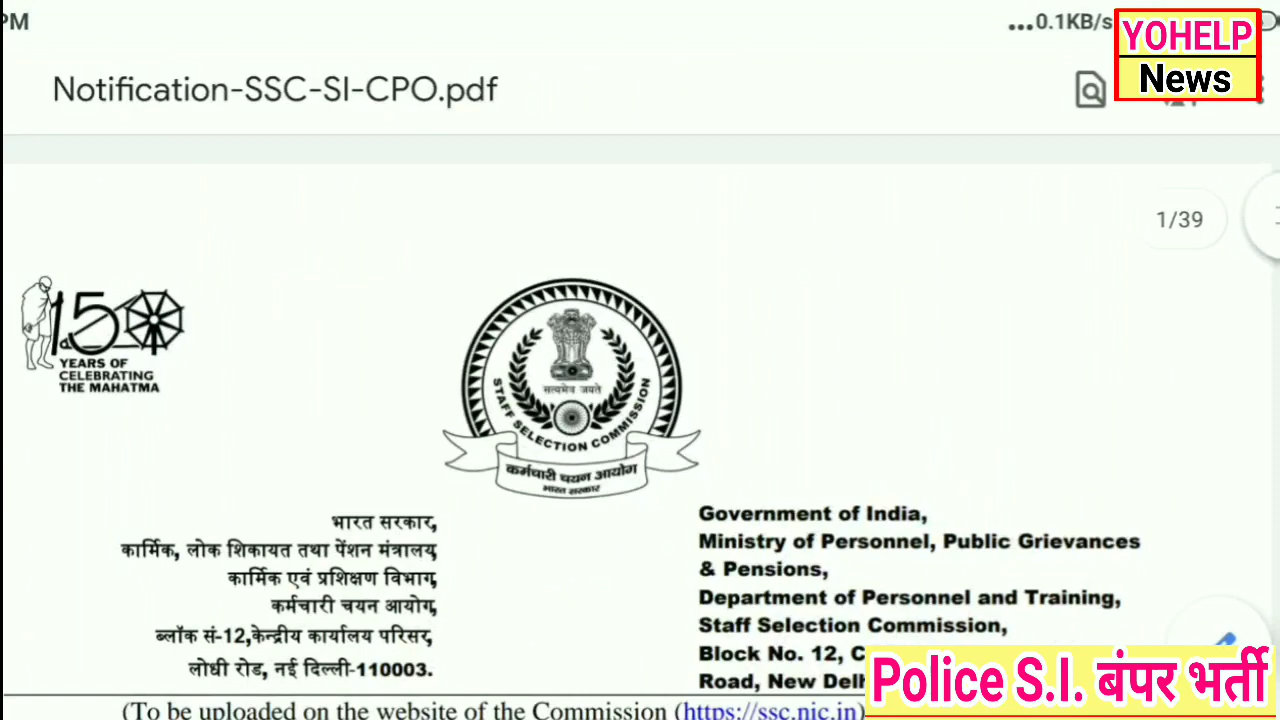 PM
...0.1KB/s
YOHELP
News
Notification-SSC-SI-CPO.pdf
1/39
150
YEARS OF
CELEBRATING
THE MAHATMA
सत्यमेव जयते
STAFF SELECTION COMMISSION
कर्मचारी चयन आयोग
भारत सरकार
भारत सरकार,
कार्मिक, लोक शिकायत तथा पेंशन मंत्रालय,
कार्मिक एवं प्रशिक्षण विभाग,
कर्मचारी चयन आयोग,
ब्लॉक सं-12,केन्द्रीय कार्यालय परिसर,
लोधी रोड, नई दिल्ली-110003.
Government of India,
Ministry of Personnel, Public Grievances
& Pensions,
Department of Personnel and Training,
Staff Selection Commission,
Block No. 12, C
Road, New Delh
Police S.I. बंपर भर्ती
(To be uploaded on the website of the Commission (https://ssc.nic.in)